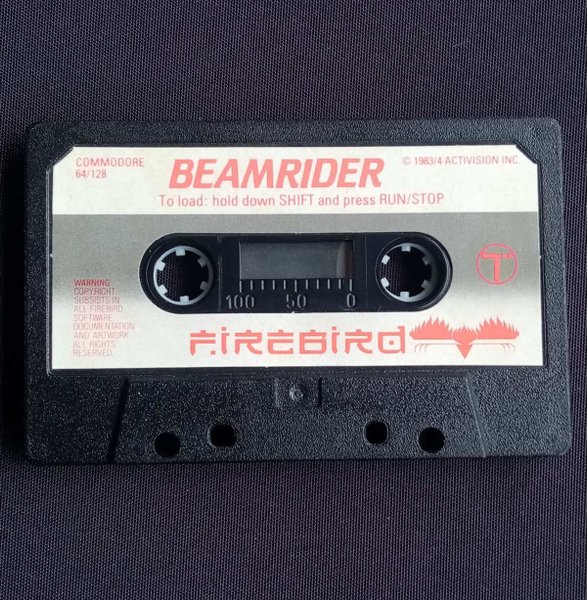 COMMODORE
64/128
BEAMRIDER
© 1983/4 ACTIVISION INC.
To load: hold down SHIFT and press RUN/STOP
WARNING
COPYRIGHT
SUBSISTS IN
ALL FIREBIRD
SOFTWARE
DOCUMENTATION
AND ARTWORK
ALL RIGHTS
RESERVED.
100 50 0
T
FIREBIRD